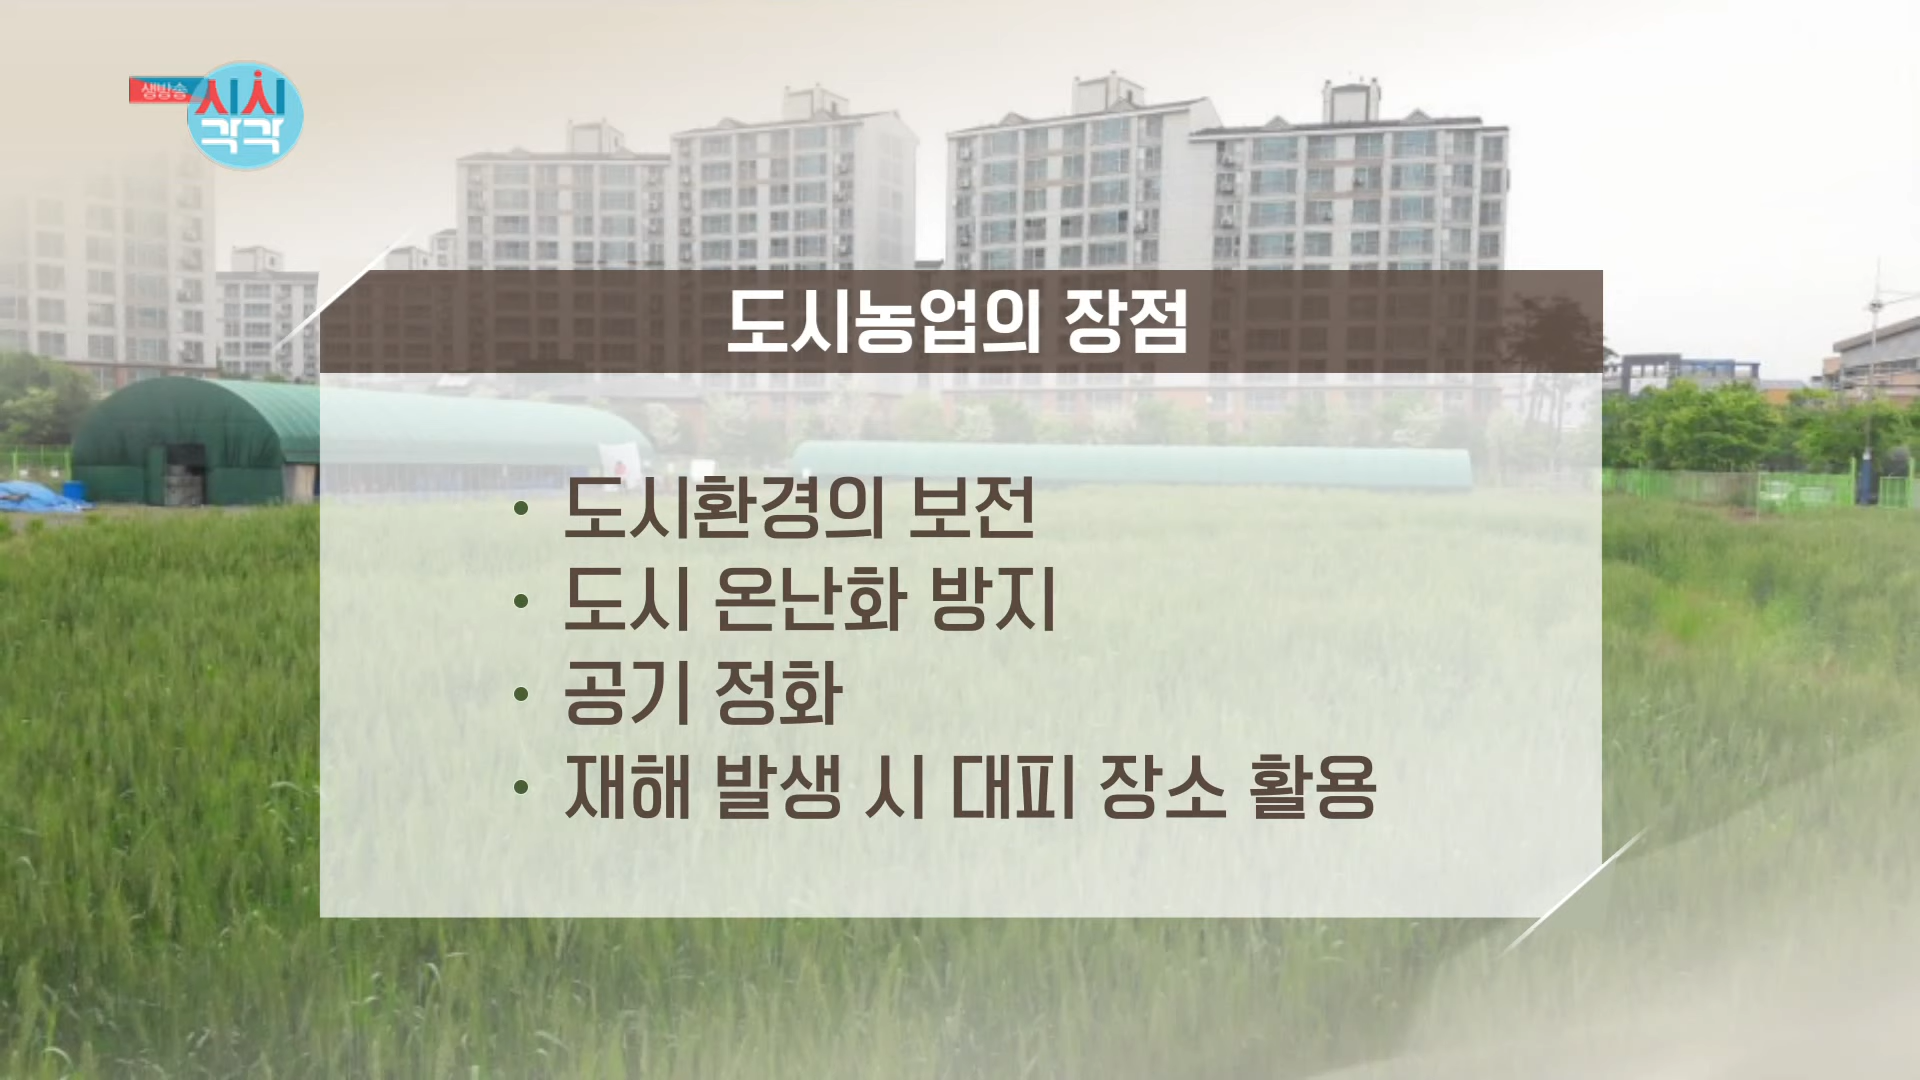 생방송
시시
각각
도시농업의 장점
• 도시환경의 보전
• 도시 온난화 방지
• 공기 정화
• 재해 발생 시 대피 장소 활용